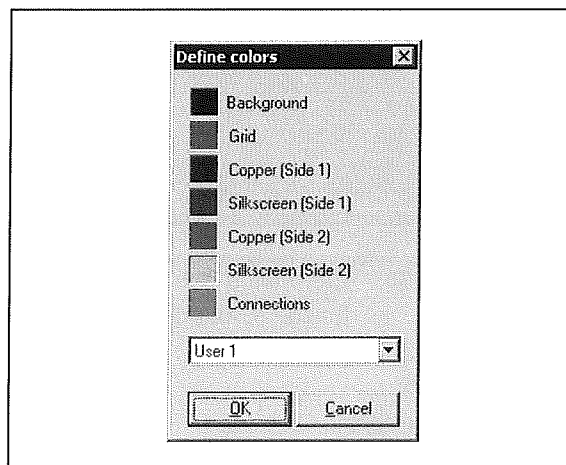 Define colors
Background
Grid
Copper (Side 1)
Silkscreen (Side 1)
Copper (Side 2)
Silkscreen (Side 2)
Connections
User 1
OK
Cancel